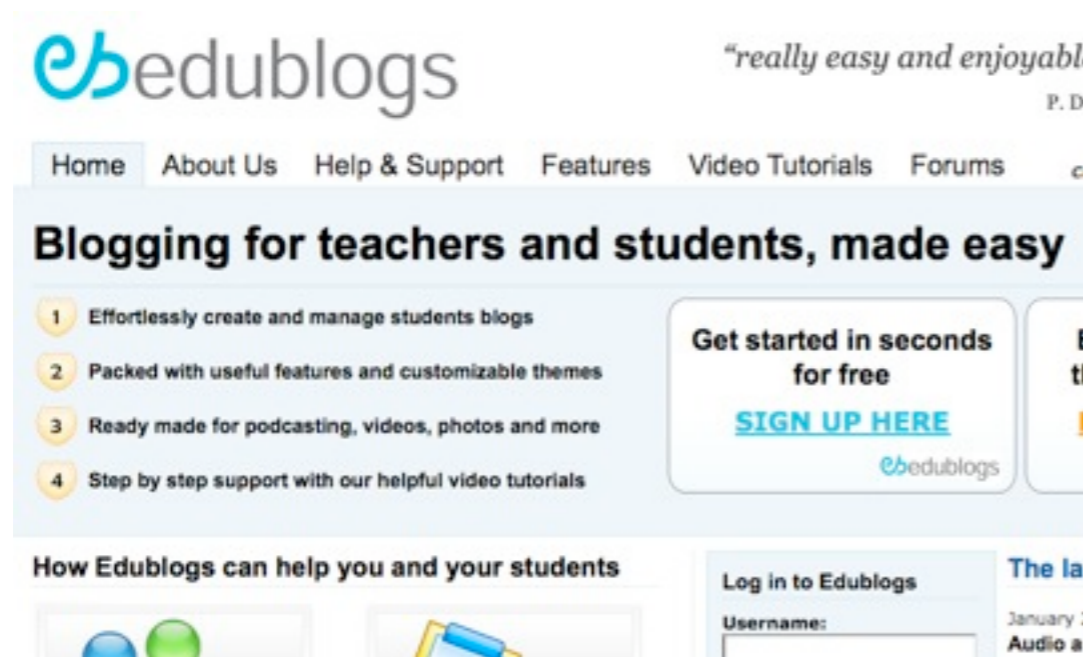 eb edublogs
“really easy and enjoyabl
P. D
Home About Us Help & Support Features Video Tutorials Forums
Blogging for teachers and students, made easy
1 Effortlessly create and manage students blogs
2 Packed with useful features and customizable themes
3 Ready made for podcasting, videos, photos and more
4 Step by step support with our helpful video tutorials
Get started in seconds
for free
SIGN UP HERE
eb edublogs
How Edublogs can help you and your students
Log in to Edublogs
Username:
The la
January
Audio a